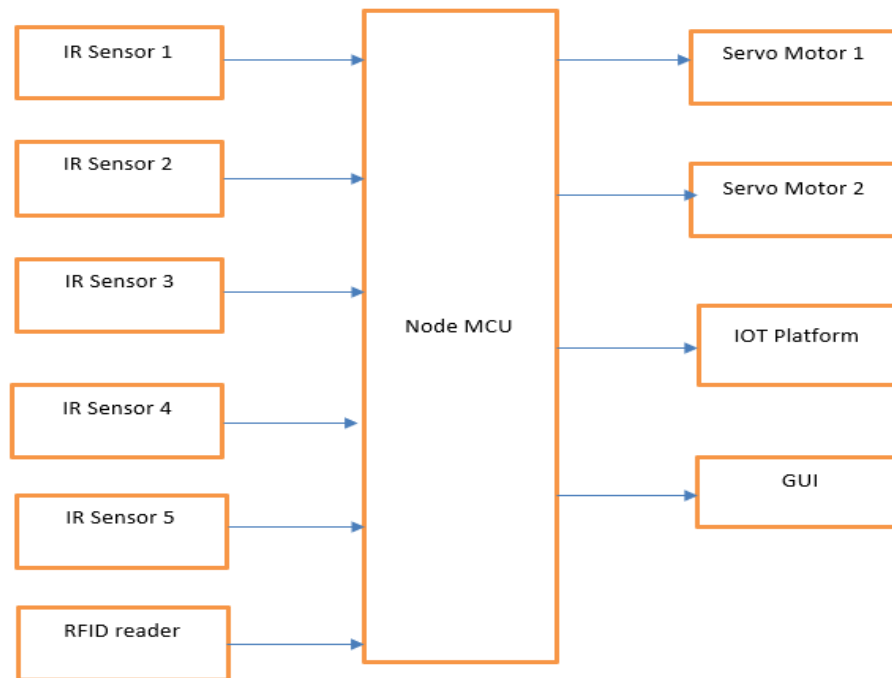 IR Sensor 1
IR Sensor 2
IR Sensor 3
IR Sensor 4
IR Sensor 5
RFID reader
Node MCU
Servo Motor 1
Servo Motor 2
IOT Platform
GUI